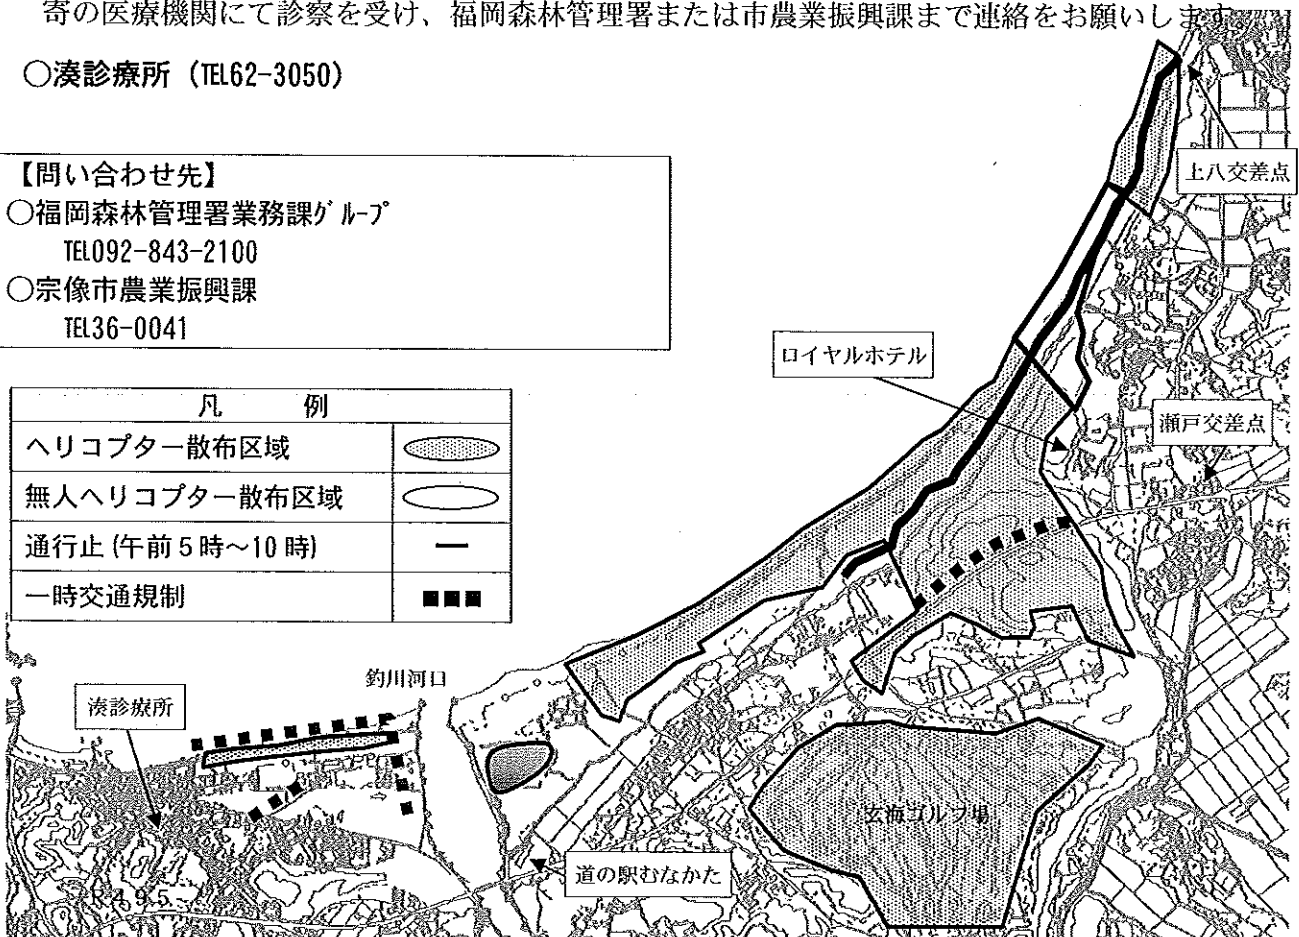 寄の医療機関にて診察を受け、福岡森林管理署または市農業振興課まで連絡をお願いします。
○湊診療所（TEL62-3050）
【問い合わせ先】
○福岡森林管理署業務課グループ
TEL092-843-2100
○宗像市農業振興課
TEL36-0041
凡 例
ヘリコプター散布区域
無人ヘリコプター散布区域
通行止(午前５時～10時)
一時交通規制
上八交差点
ロイヤルホテル
瀬戸交差点
釣川河口
湊診療所
玄海ゴルフ場
道の駅むなかた